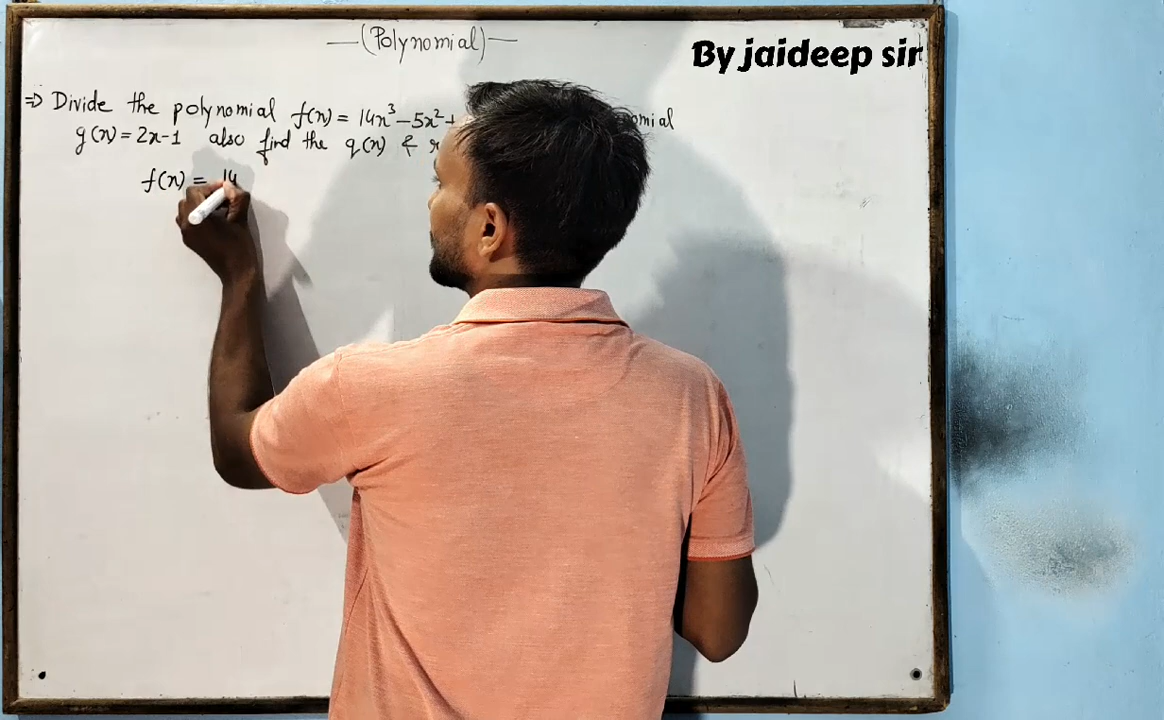 —(Polynomial)—
By jaideep sir
=> Divide the polynomial f(x) = 14x³ – 5x² +
g(x) = 2x-1 also find the q(x) & r
f(x) = 14